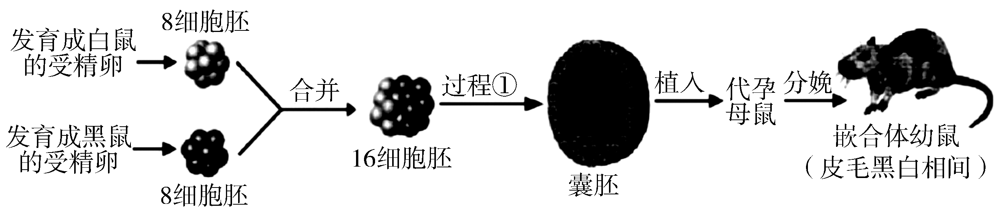 8细胞胚
发育成白鼠
的受精卵
发育成黑鼠
的受精卵
8细胞胚
合并
16细胞胚
过程①
囊胚
植入
代孕
母鼠
分娩
嵌合体幼鼠
（皮毛黑白相间）